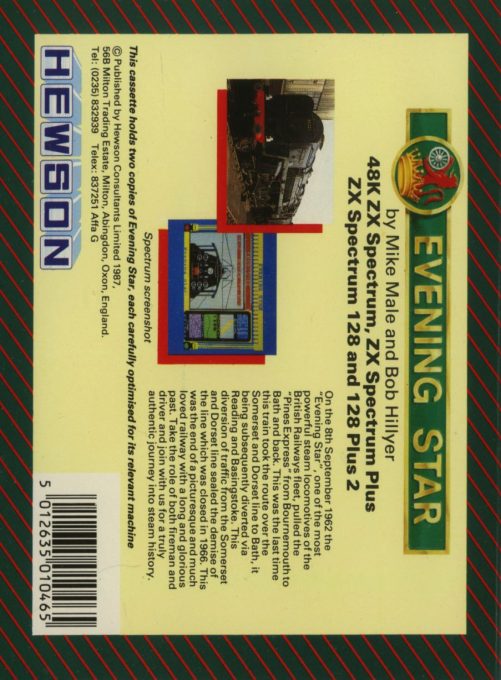 EVENING STAR
by Mike Male and Bob Hillyer
48K ZX Spectrum, ZX Spectrum Plus
ZX Spectrum 128 and 128 Plus 2
On the 8th September 1962 the
"Evening Star", one of the most
powerful steam locomotives of the
British Railways fleet, pulled the
"Pines Express" from Bournemouth to
Bath and back. This was the last time
this train took the route over the
Somerset and Dorset line to Bath, it
being subsequently diverted via
Reading and Basingstoke. This
diversion of traffic from the Somerset
and Dorset lines sealed the demise of
the line which was closed in 1966. This
was the end of a picturesque and much
loved railway with a long and glorious
past. Take the role of both fireman and
driver and join with us for a truly
authentic journey into steam history.
Spectrum screenshot
This cassette holds two copies of Evening Star, each carefully optimised for its relevant machine
© Published by Hewson Consultants Limited 1987,
56B Milton Trading Estate, Milton, Abingdon, Oxon, England.
Tel: (0235) 832939 Telex: 837251 Affa G
HEWSON
5 012635 010465